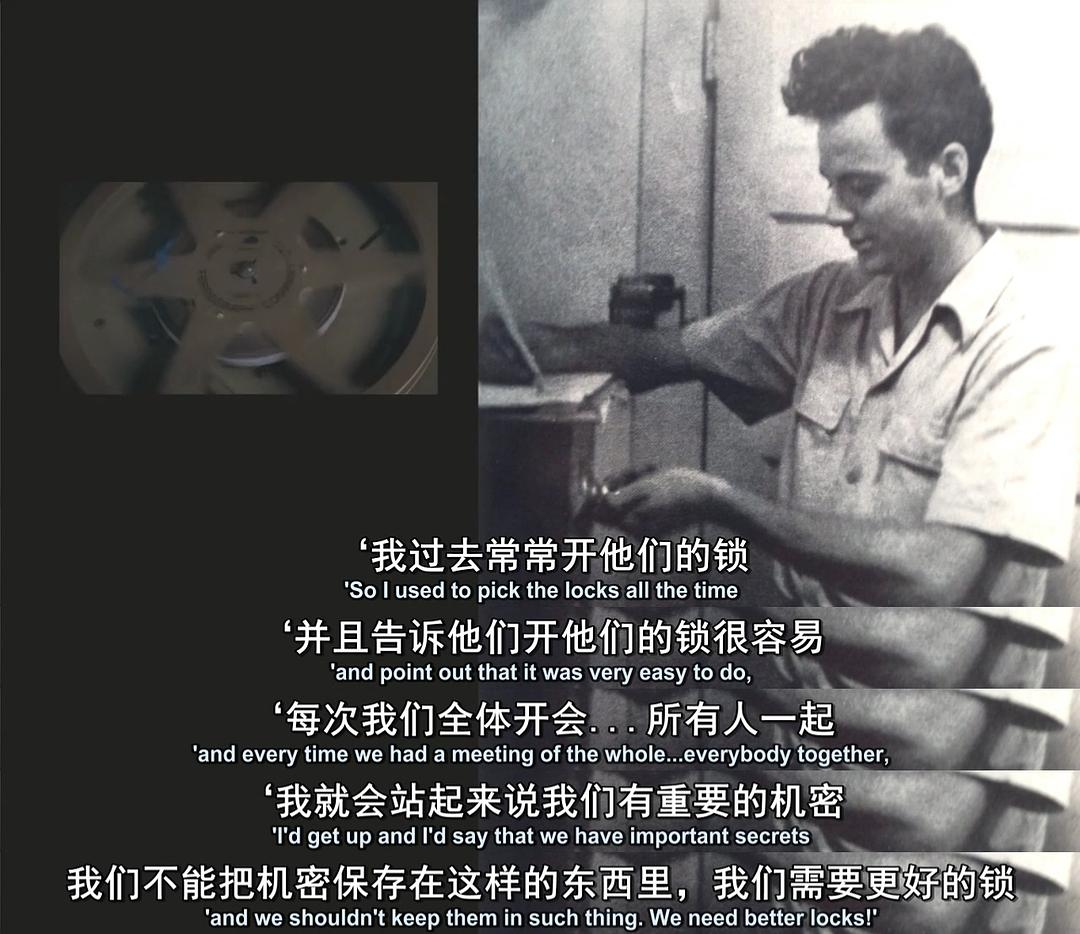 ‘我过去常常开他们的锁
'So I used to pick the locks all the time
‘并且告诉他们开他们的锁很容易
'and point out that it was very easy to do,
‘每次我们全体开会...所有人一起
'and every time we had a meeting of the whole...everybody together,
‘我就会站起来说我们有重要的机密
'I'd get up and I'd say that we have important secrets
我们不能把机密保存在这样的东西里，我们需要更好的锁
'and we shouldn't keep them in such thing. We need better locks!'